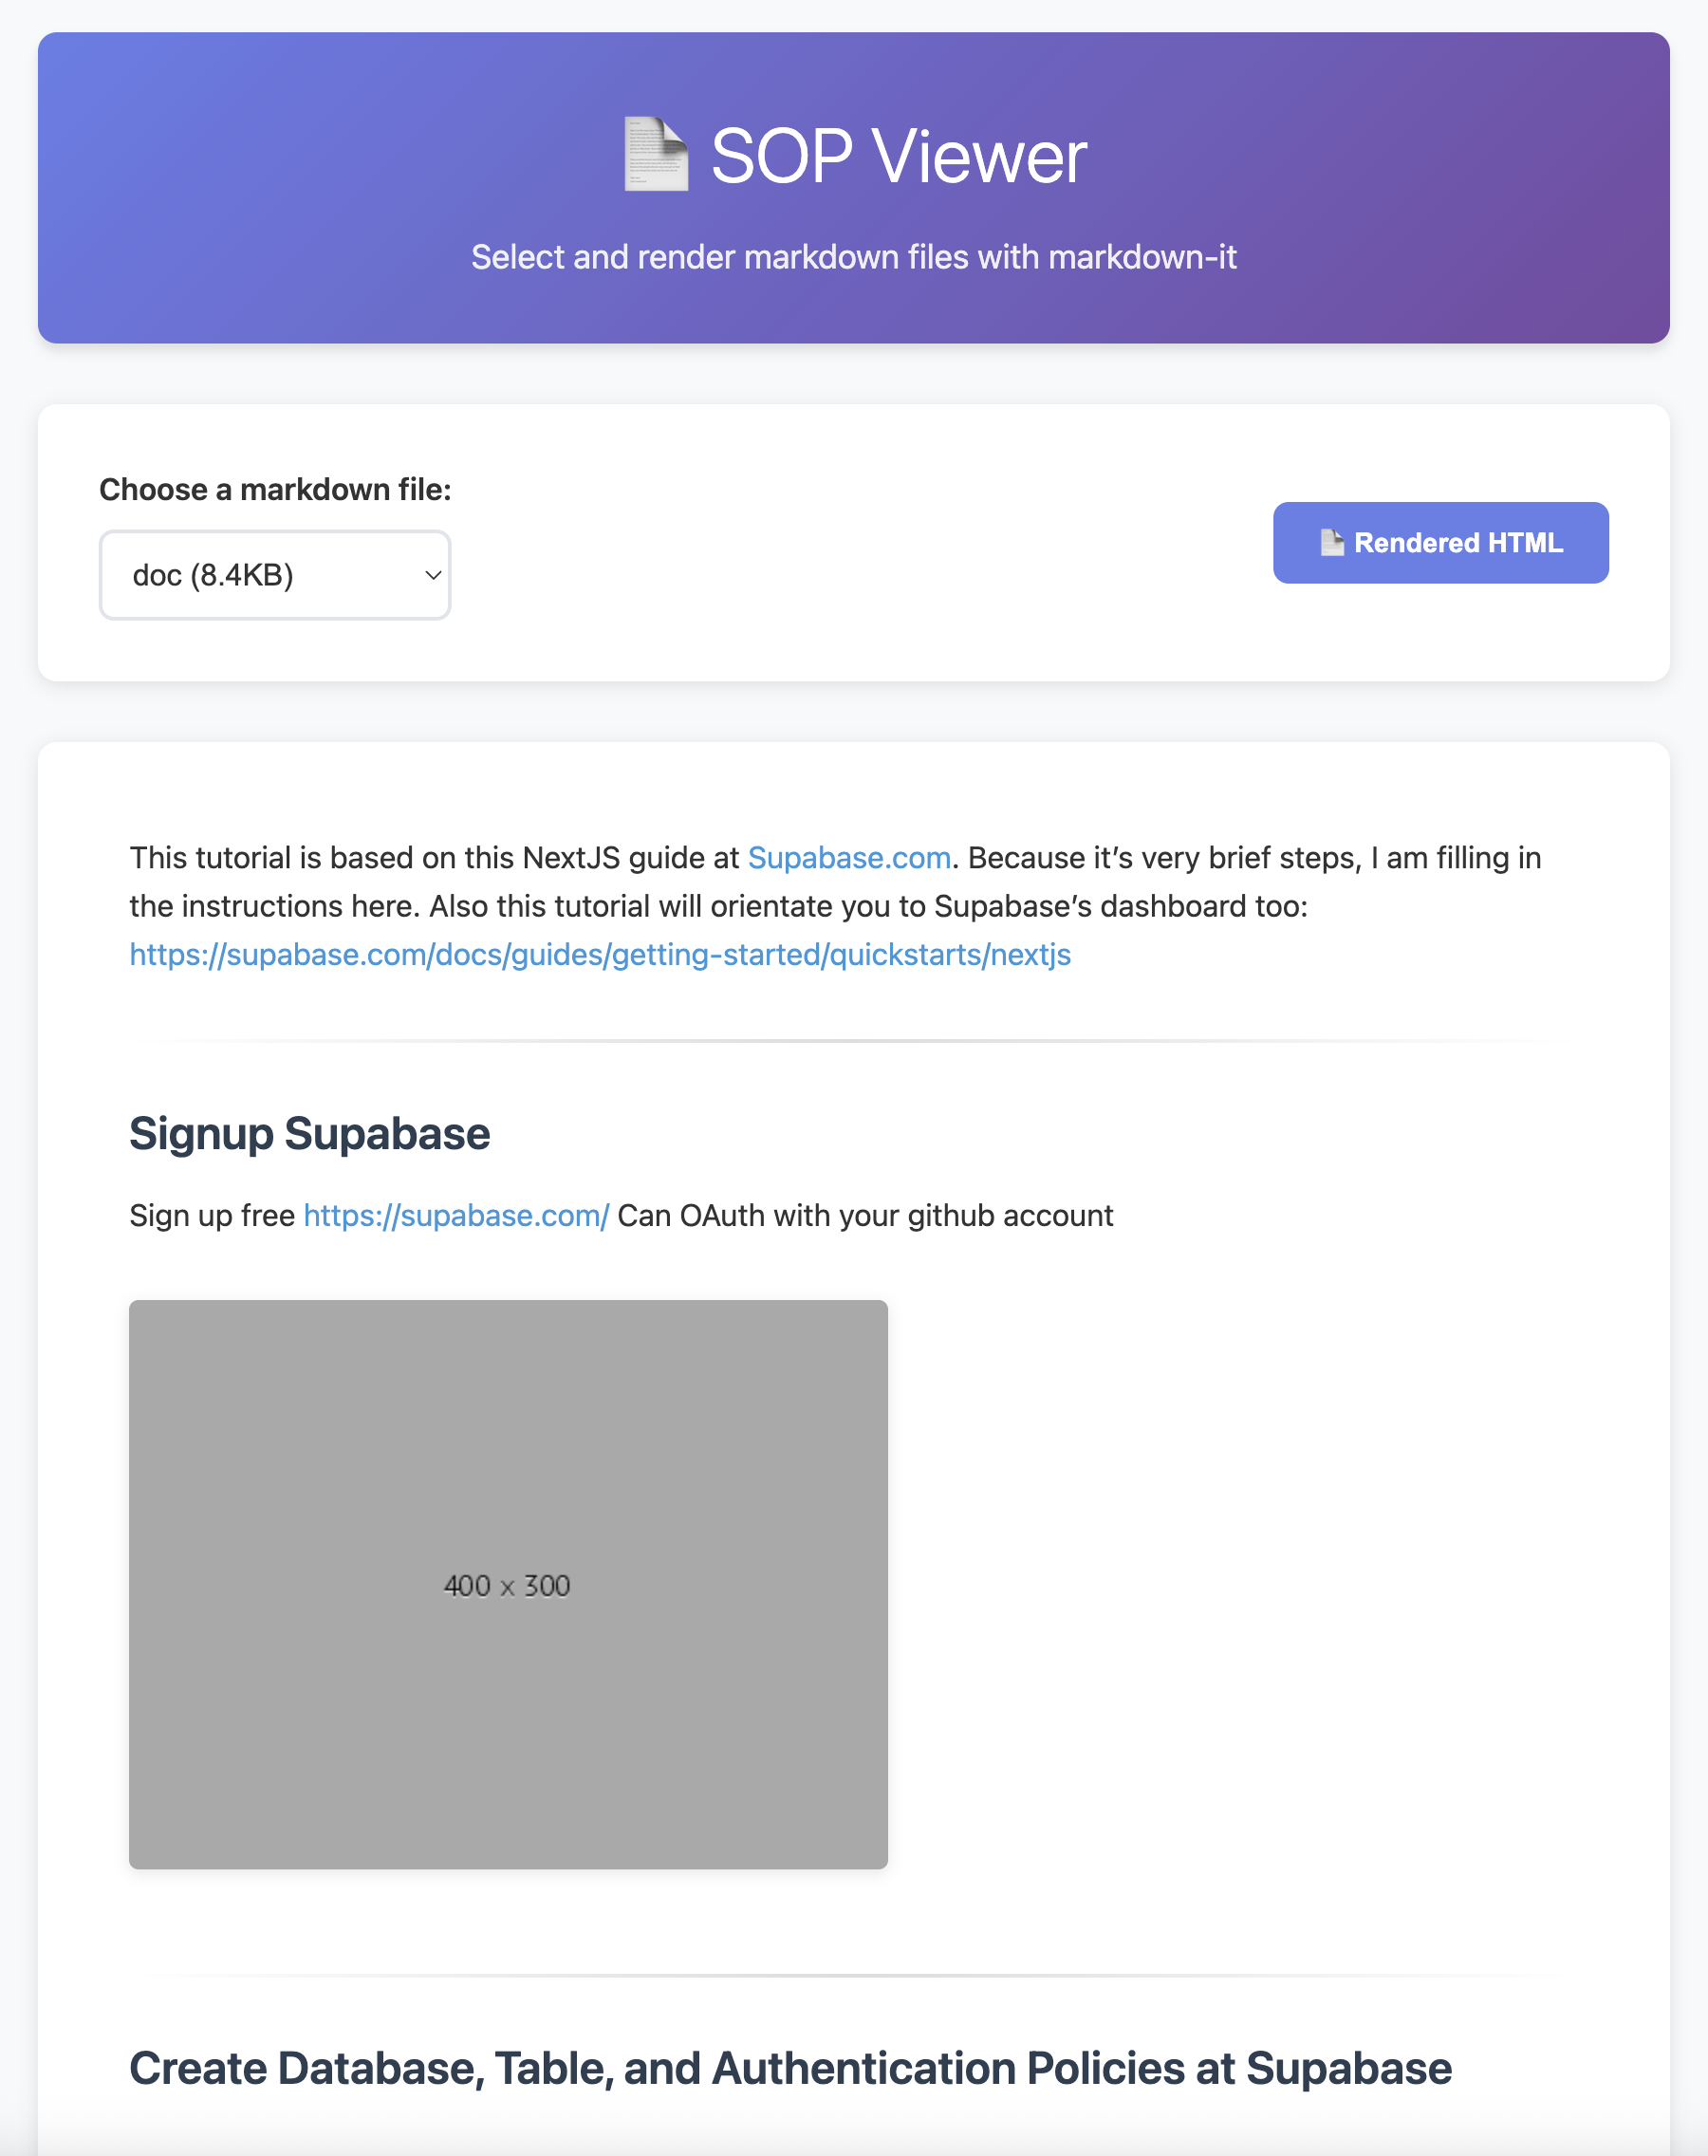 SOP Viewer
Select and render markdown files with markdown-it
Choose a markdown file:
doc (8.4KB)
Rendered HTML
This tutorial is based on this NextJS guide at Supabase.com. Because it’s very brief steps, I am filling in
the instructions here. Also this tutorial will orientate you to Supabase’s dashboard too:
https://supabase.com/docs/guides/getting-started/quickstarts/nextjs
Signup Supabase
Sign up free https://supabase.com/ Can OAuth with your github account
400 x 300
Create Database, Table, and Authentication Policies at Supabase